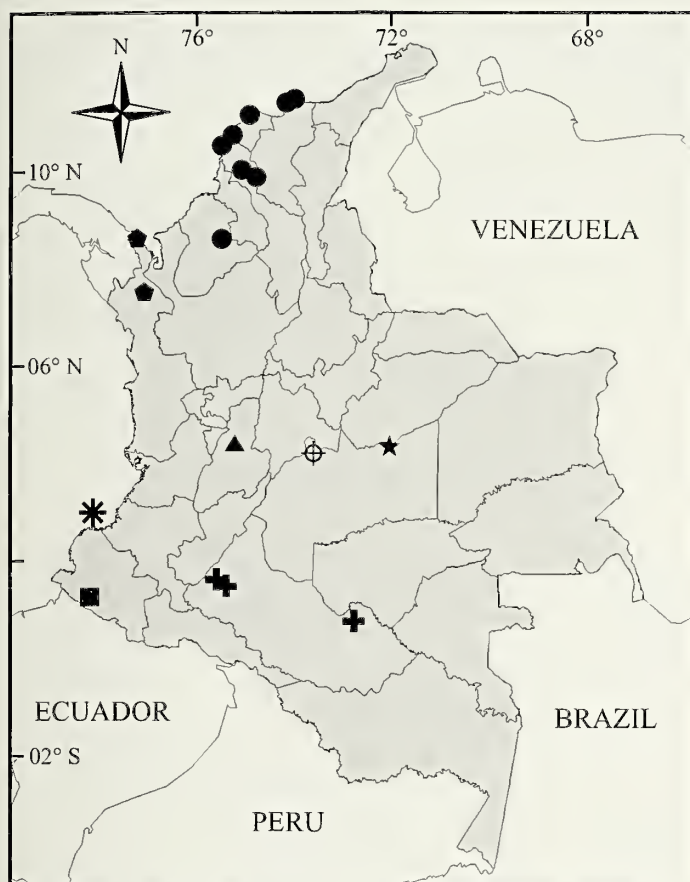 76° 72° 68°
N
10° N
VENEZUELA
06° N
ECUADOR
BRAZIL
02° S
PERU